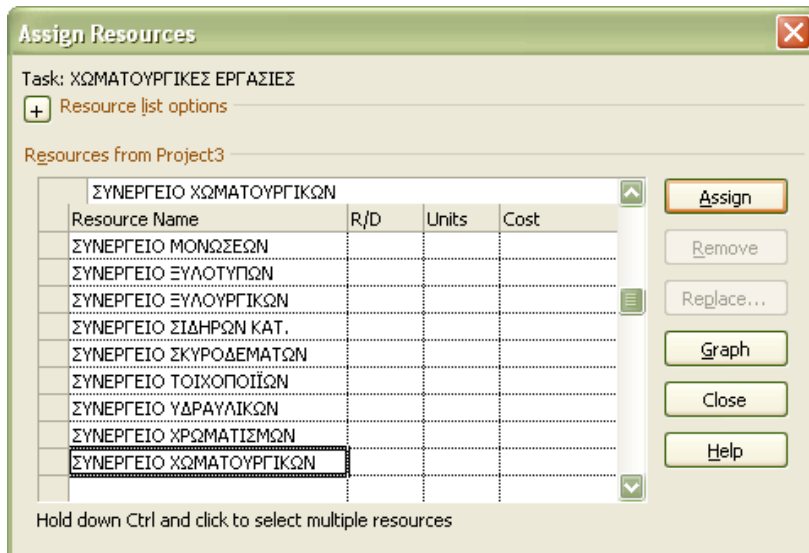 Assign Resources
Task: ΧΩΜΑΤΟΥΡΓΙΚΕΣ ΕΡΓΑΣΙΕΣ
+ Resource list options
Resources from Project3
ΣΥΝΕΡΓΕΙΟ ΧΩΜΑΤΟΥΡΓΙΚΩΝ
Resource Name R/D Units Cost
ΣΥΝΕΡΓΕΙΟ ΜΟΝΩΣΕΩΝ
ΣΥΝΕΡΓΕΙΟ ΞΥΛΟΤΥΠΩΝ
ΣΥΝΕΡΓΕΙΟ ΞΥΛΟΥΡΓΙΚΩΝ
ΣΥΝΕΡΓΕΙΟ ΣΙΔΗΡΩΝ ΚΑΤ.
ΣΥΝΕΡΓΕΙΟ ΣΚΥΡΟΔΕΜΑΤΩΝ
ΣΥΝΕΡΓΕΙΟ ΤΟΙΧΟΠΟΙΪΩΝ
ΣΥΝΕΡΓΕΙΟ ΥΔΡΑΥΛΙΚΩΝ
ΣΥΝΕΡΓΕΙΟ ΧΡΩΜΑΤΙΣΜΩΝ
ΣΥΝΕΡΓΕΙΟ ΧΩΜΑΤΟΥΡΓΙΚΩΝ
Assign
Remove
Replace...
Graph
Close
Help
Hold down Ctrl and click to select multiple resources